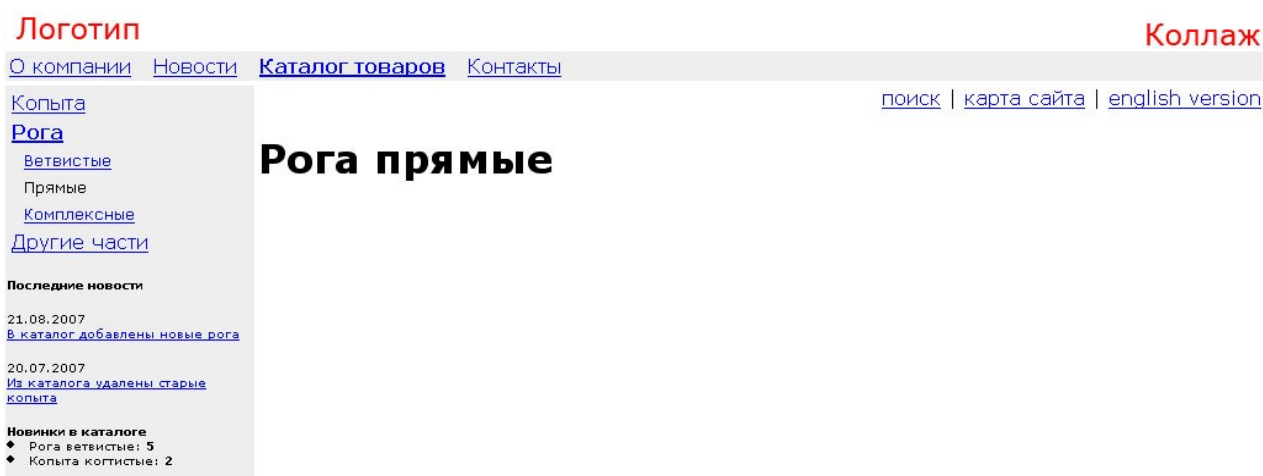 Логотип
Коллаж
О компании Новости Каталог товаров Контакты
поиск | карта сайта | english version
Копыта
Рога
Ветвистые
Прямые
Комплексные
Другие части
Последние новости
21.08.2007
В каталог добавлены новые рога
20.07.2007
Из каталога удалены старые
копыта
Новинки в каталоге
Рога ветвистые: 5
Копыта когтистые: 2
Рога прямые